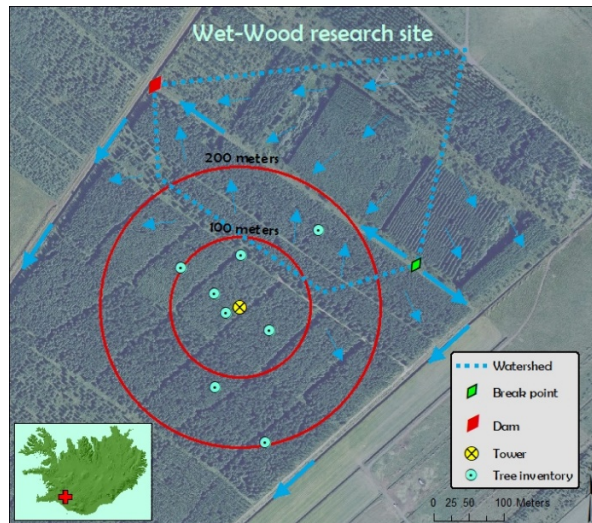 Wet-Wood research site
200 meters
100 meters
Watershed
Break point
Dam
Tower
Tree inventory
0 25 50 100 Meters